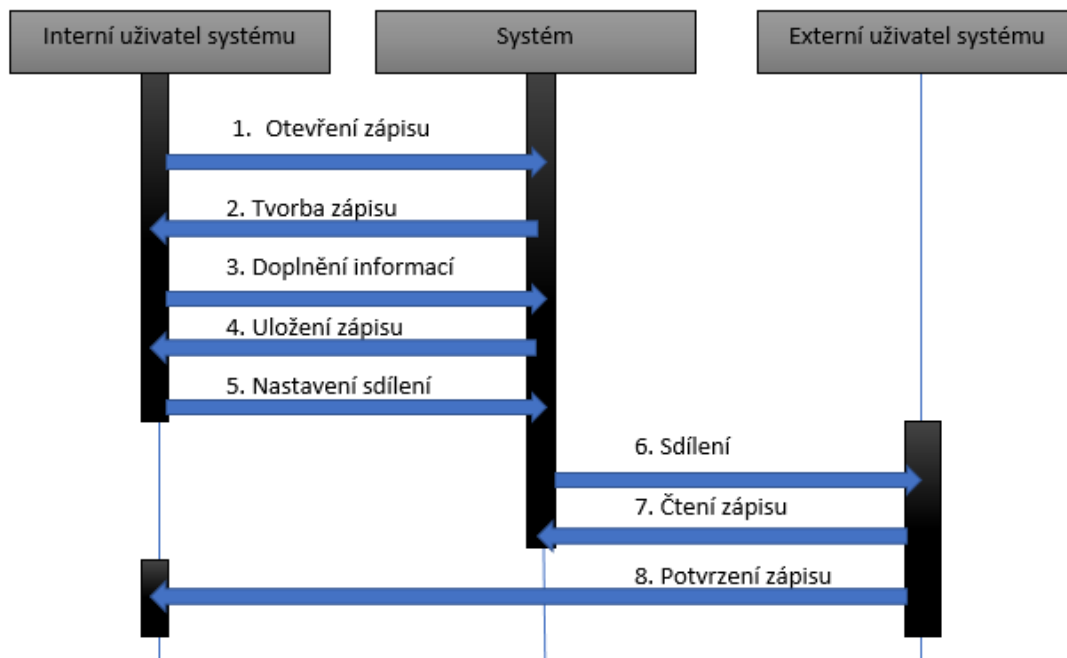 Interní uživatel systému
Systém
Externí uživatel systému
1. Otevření zápisu
2. Tvorba zápisu
3. Doplnění informací
4. Uložení zápisu
5. Nastavení sdílení
6. Sdílení
7. Čtení zápisu
8. Potvrzení zápisu